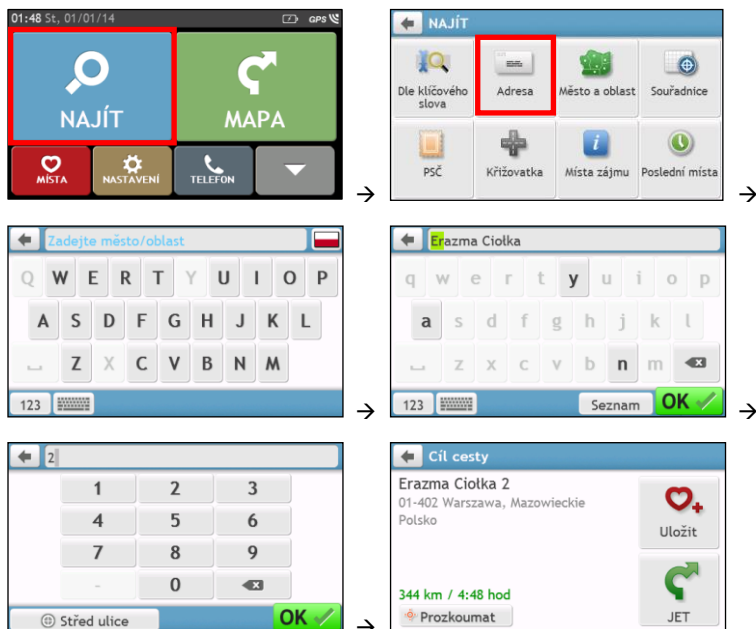 01:48 St, 01/01/14 GPS
NAJÍT MAPA
MÍSTA NASTAVENÍ TELEFON
→
NAJÍT
Dle klíčového slova Adresa Město a oblast Souřadnice
PSČ Křižovatka Místa zájmu Poslední místa
→
Zadejte město/oblast
Q W E R T Y U I O P
A S D F G H J K L
Z X C V B N M
123
→
Erazma Ciołka
q w e r t y u i o p
a s d f g h j k l
z x c v b n m
123 Seznam OK
→
2
1 2 3
4 5 6
7 8 9
- 0
Střed ulice OK
→
Cíl cesty
Erazma Ciołka 2
01-402 Warszawa, Mazowieckie
Polsko
Uložit
344 km / 4:48 hod
Prozkoumat JET